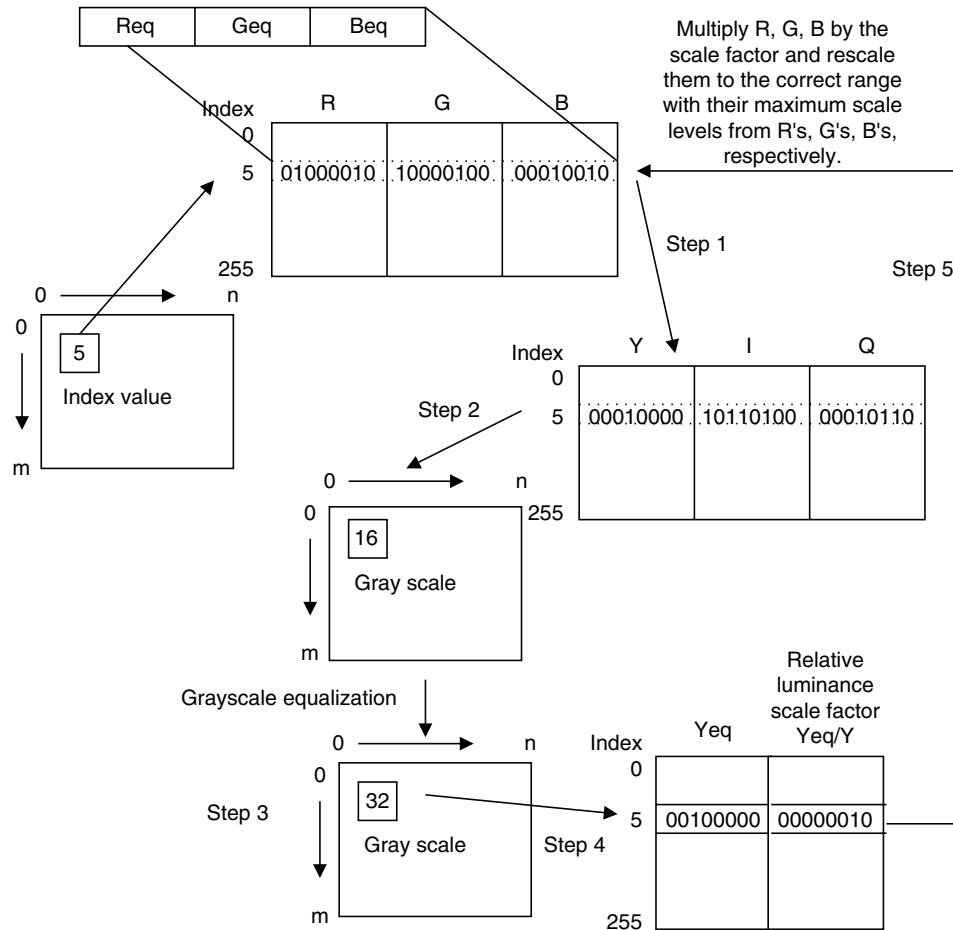 Req Geq Beq
Multiply R, G, B by the
scale factor and rescale
them to the correct range
with their maximum scale
levels from R's, G's, B's,
respectively.
Index R G B
0
5 01000010 10000100 00010010
255
Step 1
Step 5
0 n
0
5
Index value
m
Index Y I Q
0
5 00010000 10110100 00010110
255
Step 2
0 n
0
16
Gray scale
m
Grayscale equalization
Relative
luminance
scale factor
Yeq Yeq/Y
0 n
0
32
Gray scale
m
Step 3
Step 4
Index
0
5 00100000 00000010
255